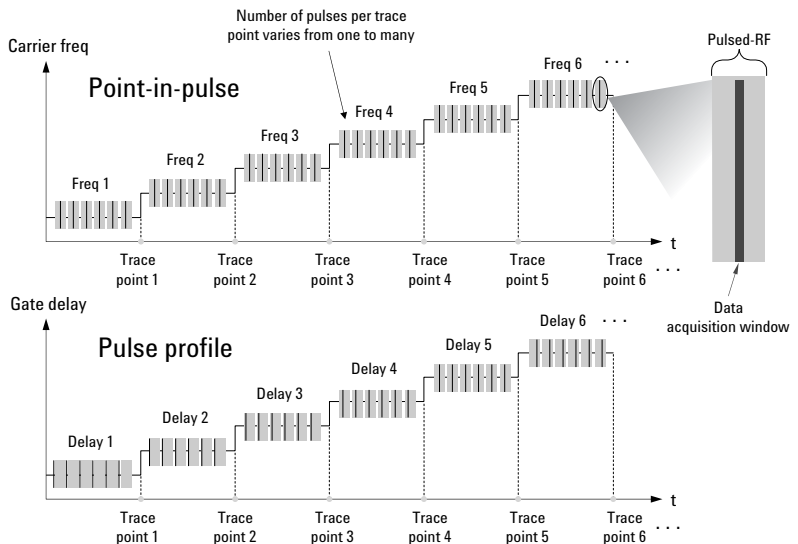 Number of pulses per trace
point varies from one to many
Carrier freq
Point-in-pulse
Freq 1
Freq 2
Freq 3
Freq 4
Freq 5
Freq 6
. . .
Pulsed-RF
t
Trace
point 1
Trace
point 2
Trace
point 3
Trace
point 4
Trace
point 5
Trace
point 6
. . .
Data
acquisition window
Gate delay
Pulse profile
Delay 1
Delay 2
Delay 3
Delay 4
Delay 5
Delay 6
. . .
t
Trace
point 1
Trace
point 2
Trace
point 3
Trace
point 4
Trace
point 5
Trace
point 6
. . .